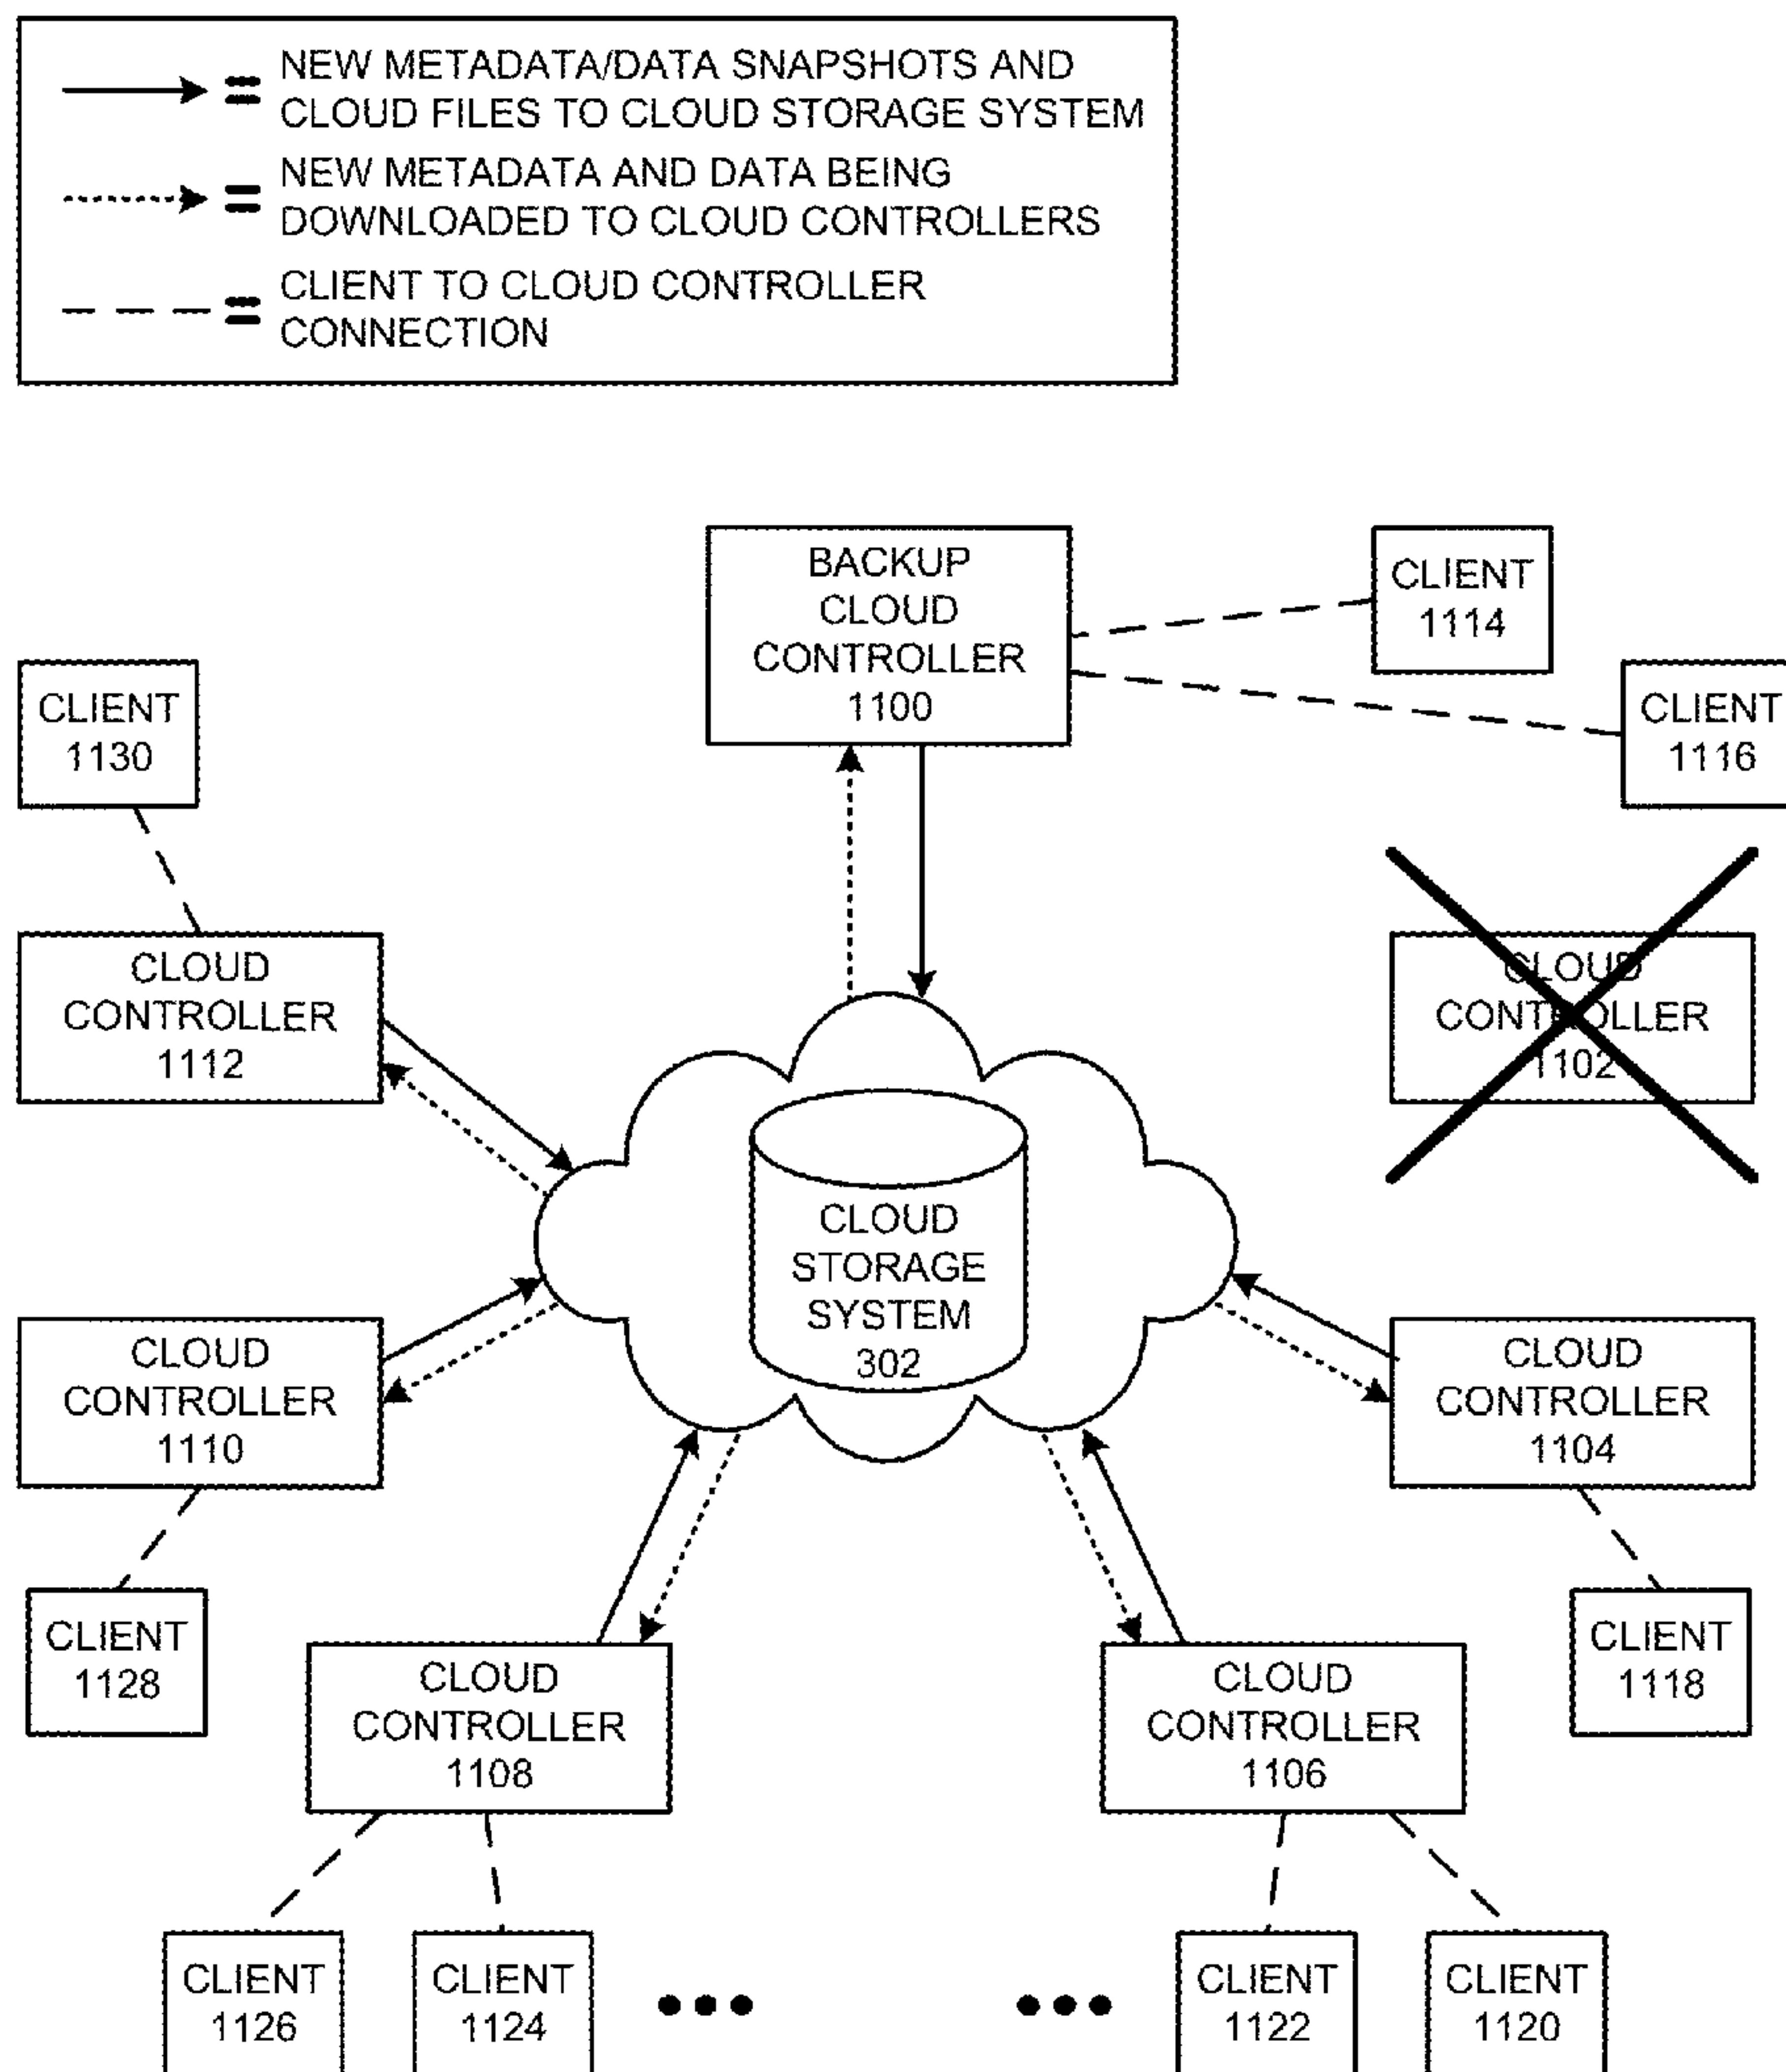 = NEW METADATA/DATA SNAPSHOTS AND
CLOUD FILES TO CLOUD STORAGE SYSTEM
= NEW METADATA AND DATA BEING
DOWNLOADED TO CLOUD CONTROLLERS
= CLIENT TO CLOUD CONTROLLER
CONNECTION
BACKUP
CLOUD
CONTROLLER
1100
CLIENT
1114
CLIENT
1116
CLIENT
1130
CLOUD
CONTROLLER
1112
CLOUD
CONTROLLER
1102
CLOUD
STORAGE
SYSTEM
302
CLOUD
CONTROLLER
1110
CLOUD
CONTROLLER
1104
CLIENT
1128
CLOUD
CONTROLLER
1108
CLOUD
CONTROLLER
1106
CLIENT
1118
CLIENT
1126
CLIENT
1124
•••
•••
CLIENT
1122
CLIENT
1120